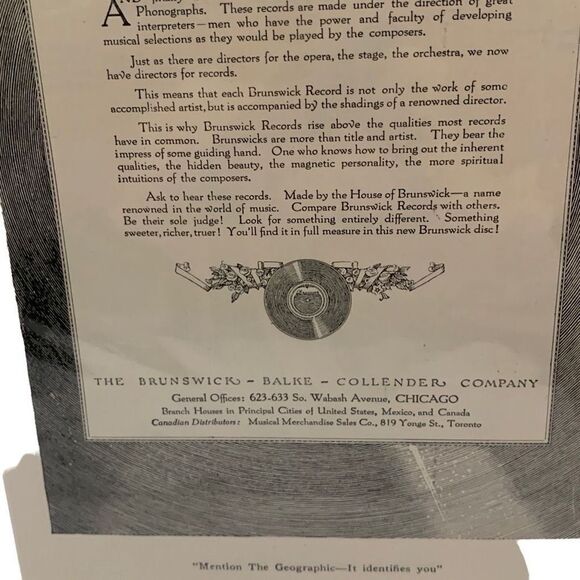 AND
Phonographs. These records are made under the direction of great
interpreters—men who have the power and faculty of developing
musical selections as they would be played by the composers.
Just as there are directors for the opera, the stage, the orchestra, we now
have directors for records.
This means that each Brunswick Record is not only the work of some
accomplished artist, but is accompanied by the shadings of a renowned director.
This is why Brunswick Records rise above the qualities most records
have in common. Brunswicks are more than title and artist. They bear the
impress of some guiding hand. One who knows how to bring out the inherent
qualities, the hidden beauty, the magnetic personality, the more spiritual
intuitions of the composers.
Ask to hear these records. Made by the House of Brunswick—a name
renowned in the world of music. Compare Brunswick Records with others.
Be their sole judge! Look for something entirely different. Something
sweeter, richer, truer! You'll find it in full measure in this new Brunswick disc!
THE BRUNSWICK - BALKE - COLLENDER COMPANY
General Offices: 623-633 So. Wabash Avenue, CHICAGO
Branch Houses in Principal Cities of United States, Mexico, and Canada
Canadian Distributors: Musical Merchandise Sales Co., 819 Yonge St., Toronto
"Mention The Geographic—It identifies you"